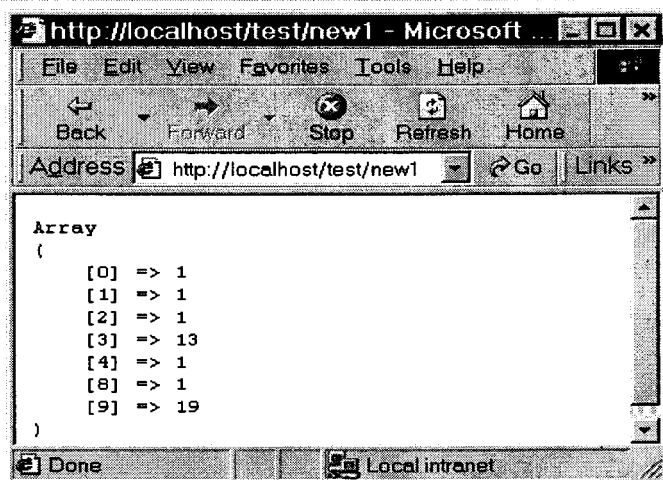 http://localhost/test/new1 - Microsoft ...
File Edit View Favorites Tools Help
Back Forward Stop Refresh Home »
Address http://localhost/test/new1 Go Links »
Array
(
[0] => 1
[1] => 1
[2] => 1
[3] => 13
[4] => 1
[8] => 1
[9] => 19
)
Done Local intranet